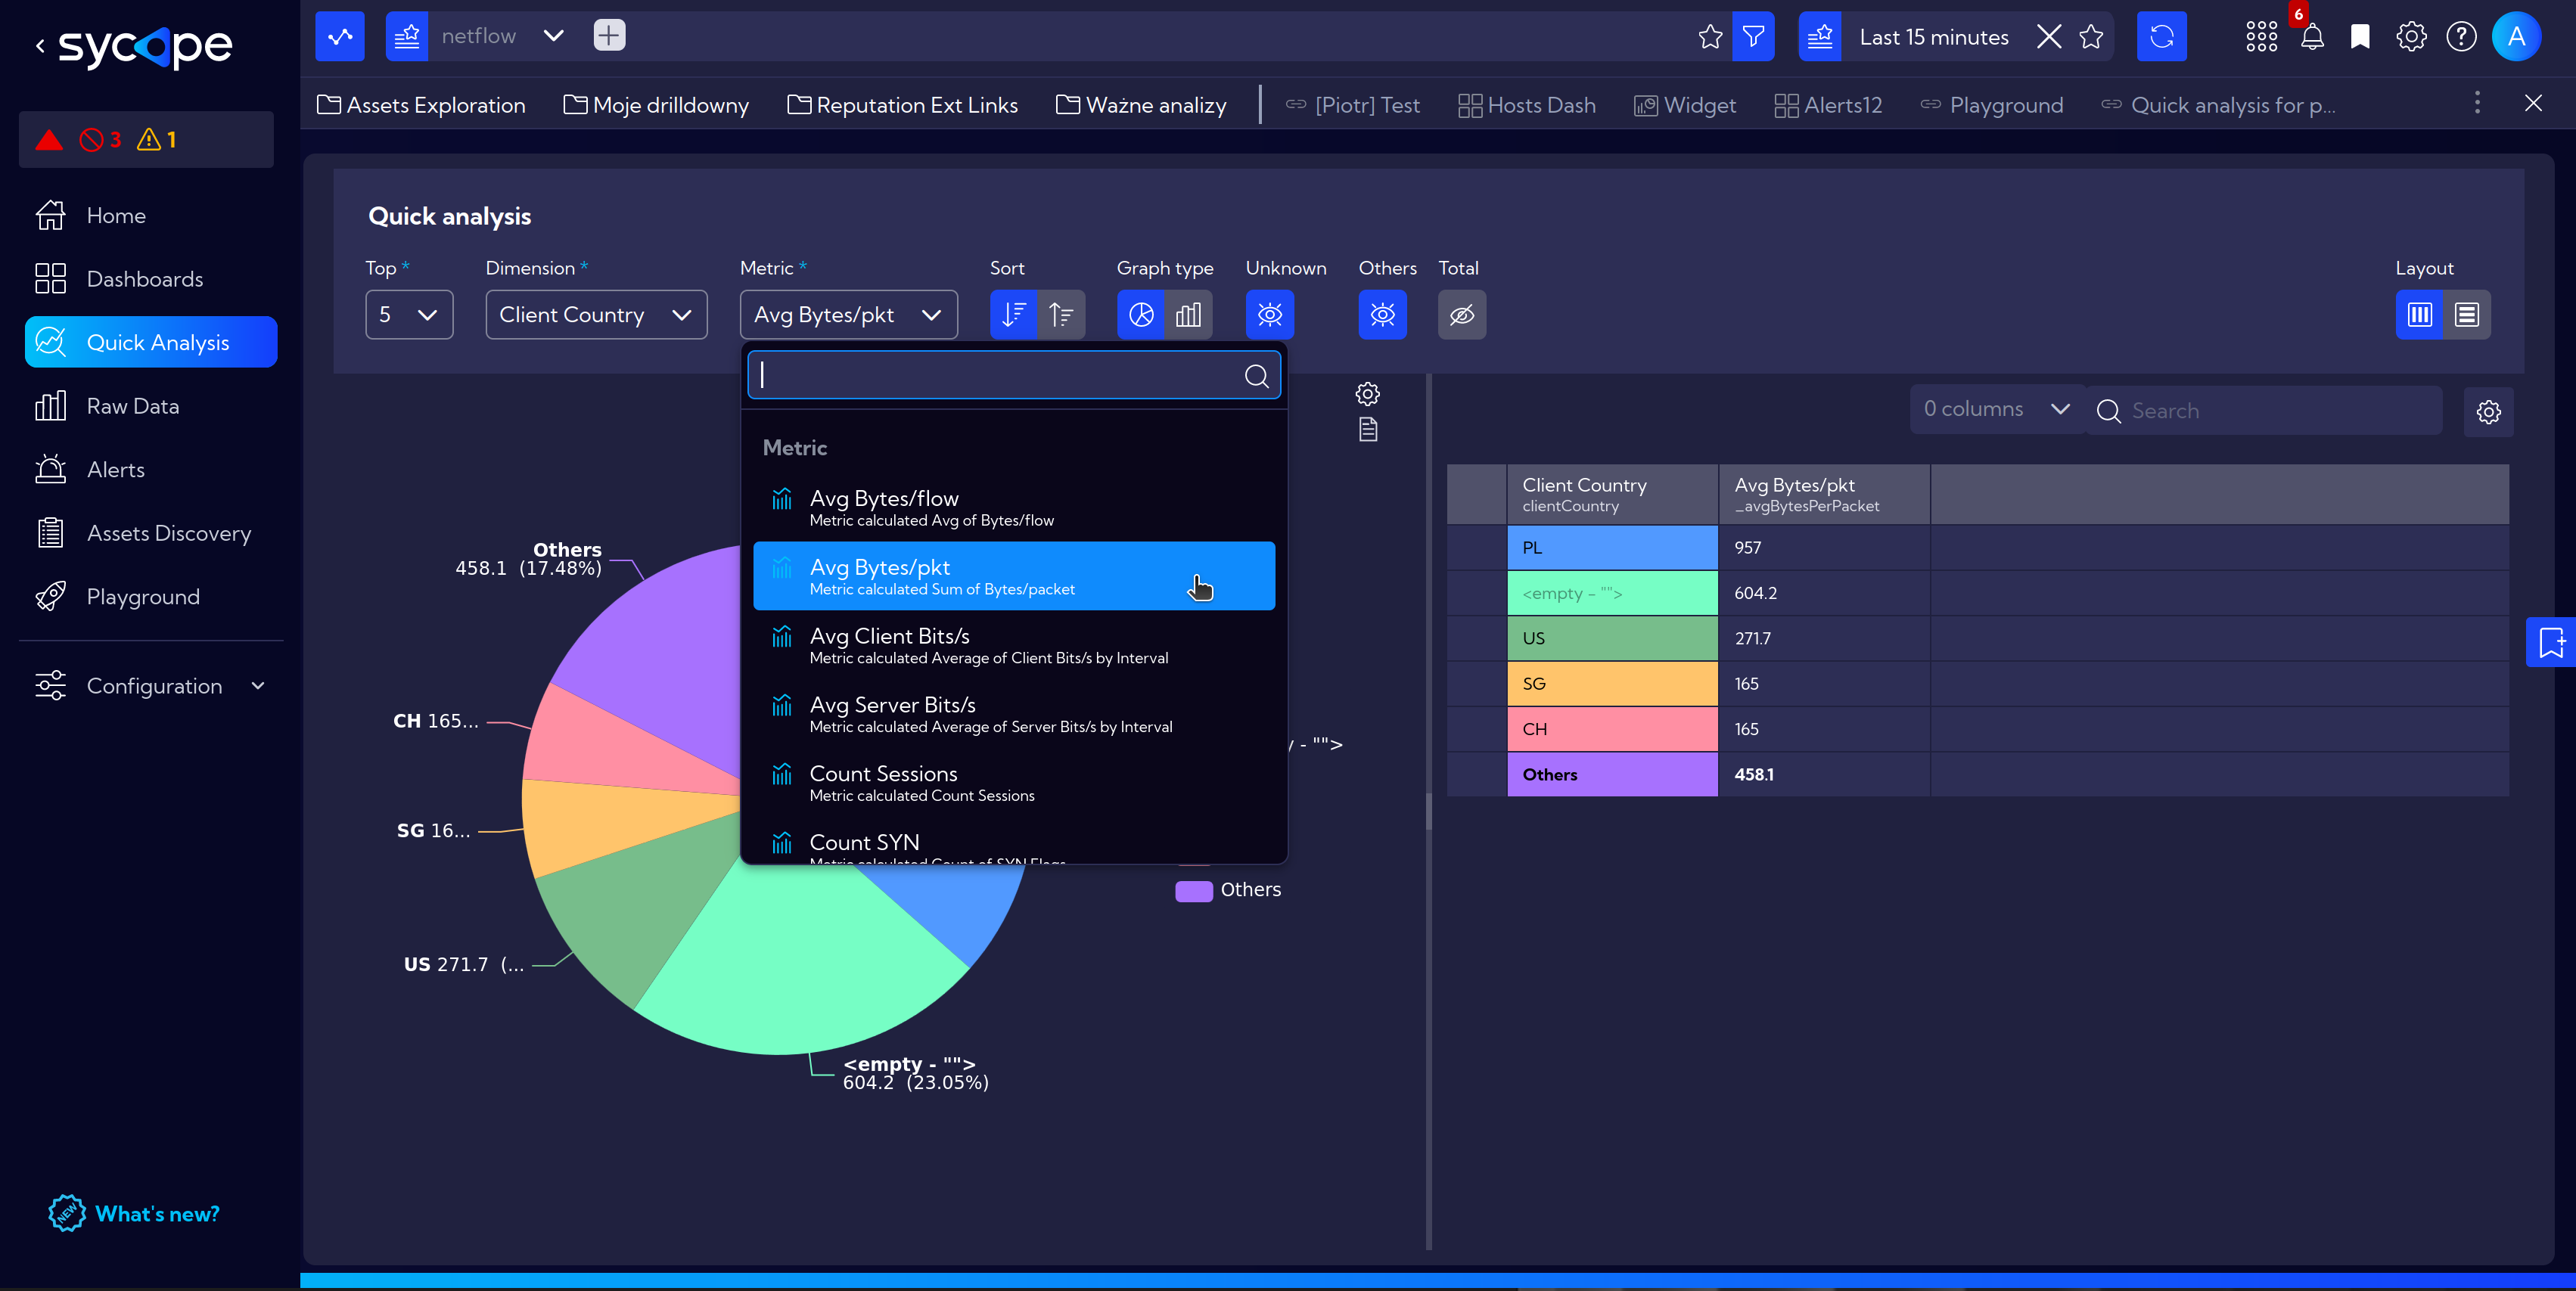 sycope
netflow
Last 15 minutes
6
A
Assets Exploration
Moje drilldowny
Reputation Ext Links
Ważne analizy
[Piotr] Test
Hosts Dash
Widget
Alerts12
Playground
Quick analysis for p...
3
1
Home
Dashboards
Quick Analysis
Raw Data
Alerts
Assets Discovery
Playground
Configuration
NEW
What's new?
Quick analysis
Top *
Dimension *
Metric *
Sort
Graph type
Unknown
Others
Total
Layout
5
Client Country
Avg Bytes/pkt
Metric
Avg Bytes/flow
Metric calculated Avg of Bytes/flow
Avg Bytes/pkt
Metric calculated Sum of Bytes/packet
Avg Client Bits/s
Metric calculated Average of Client Bits/s by Interval
Avg Server Bits/s
Metric calculated Average of Server Bits/s by Interval
Count Sessions
Metric calculated Count Sessions
Count SYN
Metric calculated Count of SYN Flags
Others
458.1 (17.48%)
CH 165...
SG 16...
US 271.7 (...
<empty - "">
604.2 (23.05%)
y - "">
Others
0 columns
Search
Client Country
clientCountry
Avg Bytes/pkt
_avgBytesPerPacket
PL
957
<empty - "">
604.2
US
271.7
SG
165
CH
165
Others
458.1